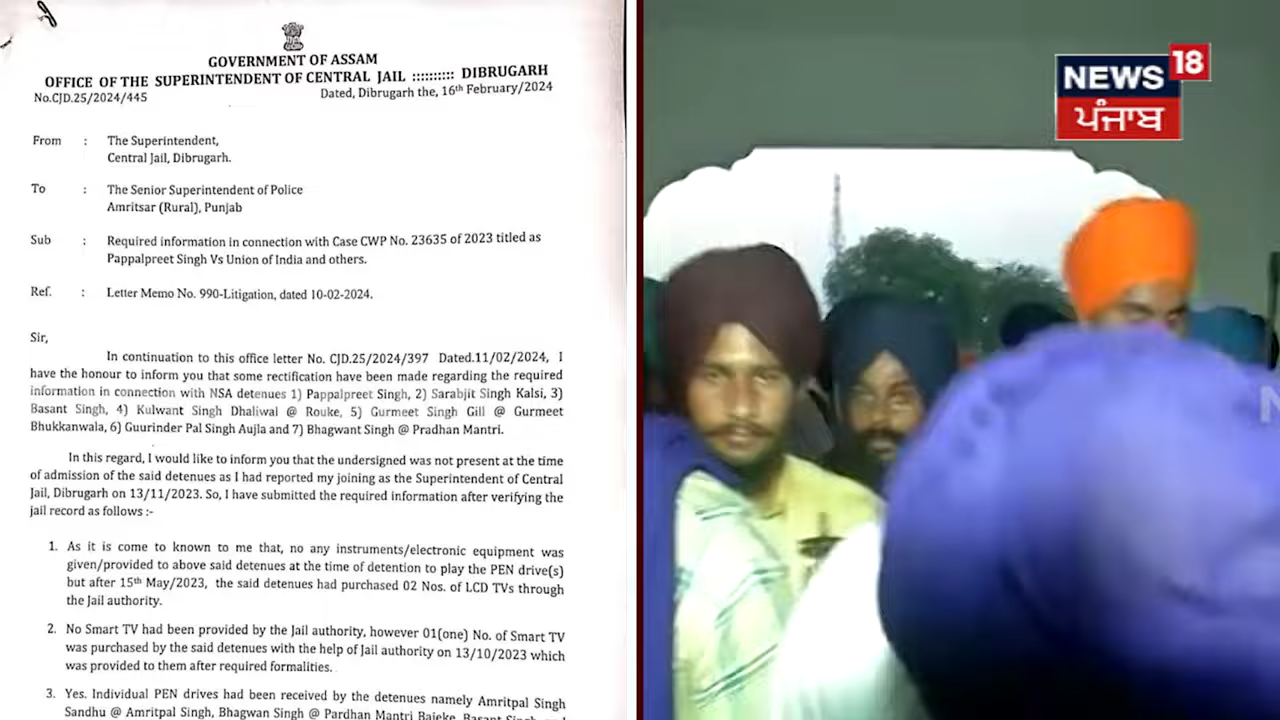 GOVERNMENT OF ASSAM
OFFICE OF THE SUPERINTENDENT OF CENTRAL JAIL :::::::::: DIBRUGARH
No.CJD.25/2024/445 Dated, Dibrugarh the, 16th February/2024
From : The Superintendent,
Central Jail, Dibrugarh.
To : The Senior Superintendent of Police
Amritsar (Rural), Punjab
Sub : Required information in connection with Case CWP No. 23635 of 2023 titled as
Pappalpreet Singh Vs Union of India and others.
Ref. : Letter Memo No. 990-Litigation, dated 10-02-2024.
Sir,
In continuation to this office letter No. CJD.25/2024/397 Dated.11/02/2024, I
have the honour to inform you that some rectification have been made regarding the required
information in connection with NSA detenues 1) Pappalpreet Singh, 2) Sarabjit Singh Kalsi, 3)
Basant Singh, 4) Kulwant Singh Dhaliwal @ Rouke, 5) Gurmeet Singh Gill @ Gurmeet
Bhukkanwala, 6) Guurinder Pal Singh Aujla and 7) Bhagwant Singh @ Pradhan Mantri.
In this regard, I would like to inform you that the undersigned was not present at the time
of admission of the said detenues as I had reported my joining as the Superintendent of Central
Jail, Dibrugarh on 13/11/2023. So, I have submitted the required information after verifying the
jail record as follows :-
1. As it is come to known to me that, no any instruments/electronic equipment was
given/provided to above said detenues at the time of detention to play the PEN drive(s)
but after 15th May/2023, the said detenues had purchased 02 Nos. of LCD TVs through
the Jail authority.
2. No Smart TV had been provided by the Jail authority, however 01(one) No. of Smart TV
was purchased by the said detenues with the help of Jail authority on 13/10/2023 which
was provided to them after required formalities.
3. Yes. Individual PEN drives had been received by the detenues namely Amritpal Singh
Sandhu @ Amritpal Singh, Bhagwan Singh @ Pardhan Mantri Bajeke, Basant Singh, and
NEWS 18
ਪੰਜਾਬ